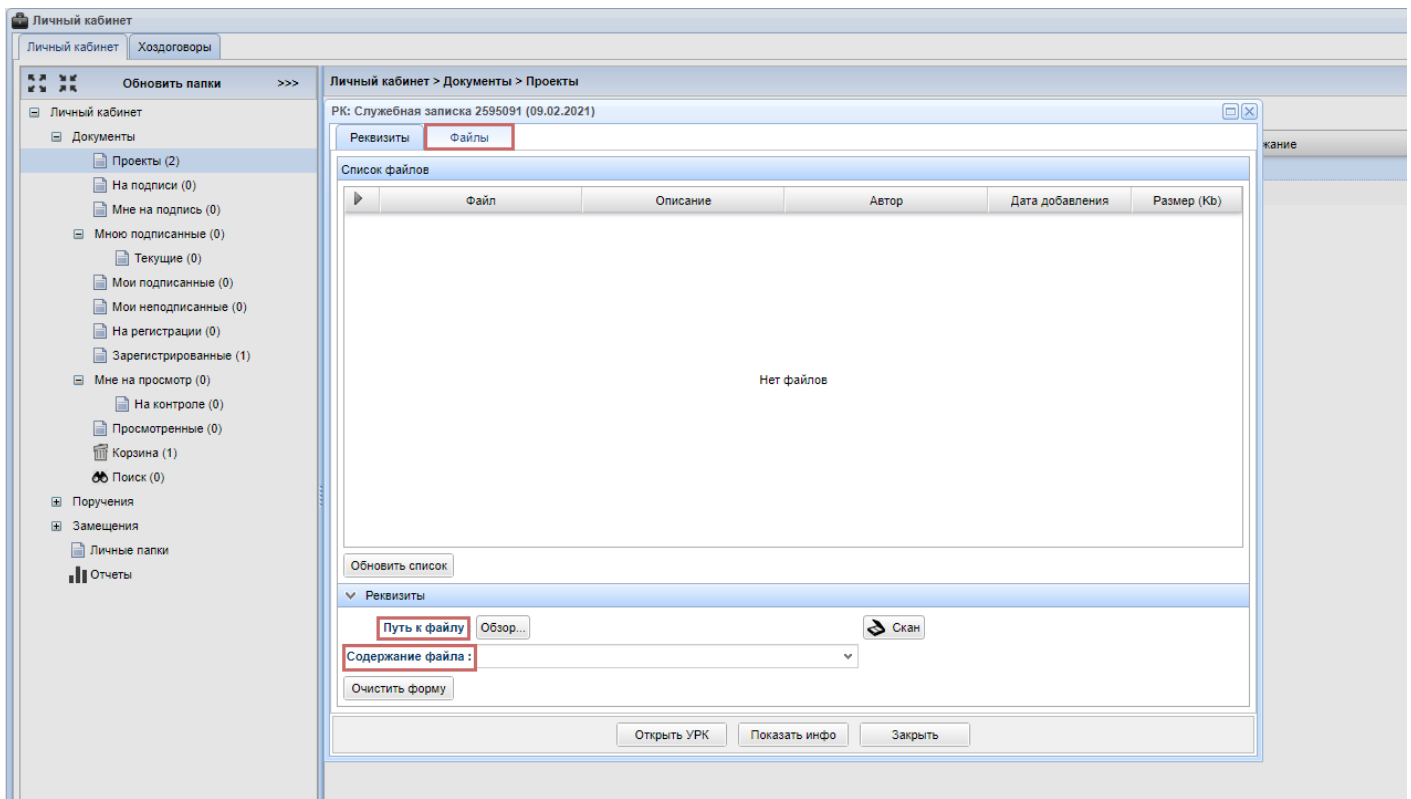 Личный кабинет
Личный кабинет Хоздоговоры
Обновить папки >>>
Личный кабинет
Документы
Проекты (2)
На подписи (0)
Мне на подпись (0)
Мною подписанные (0)
Текущие (0)
Мои подписанные (0)
Мои неподписанные (0)
На регистрации (0)
Зарегистрированные (1)
Мне на просмотр (0)
На контроле (0)
Просмотренные (0)
Корзина (1)
Поиск (0)
Поручения
Замещения
Личные папки
Отчеты
Личный кабинет > Документы > Проекты
РК: Служебная записка 2595091 (09.02.2021)
Реквизиты Файлы
жание
Список файлов
Файл Описание Автор Дата добавления Размер (Kb)
Нет файлов
Обновить список
Реквизиты
Путь к файлу Обзор... Скан
Содержание файла :
Очистить форму
Открыть УРК Показать инфо Закрыть